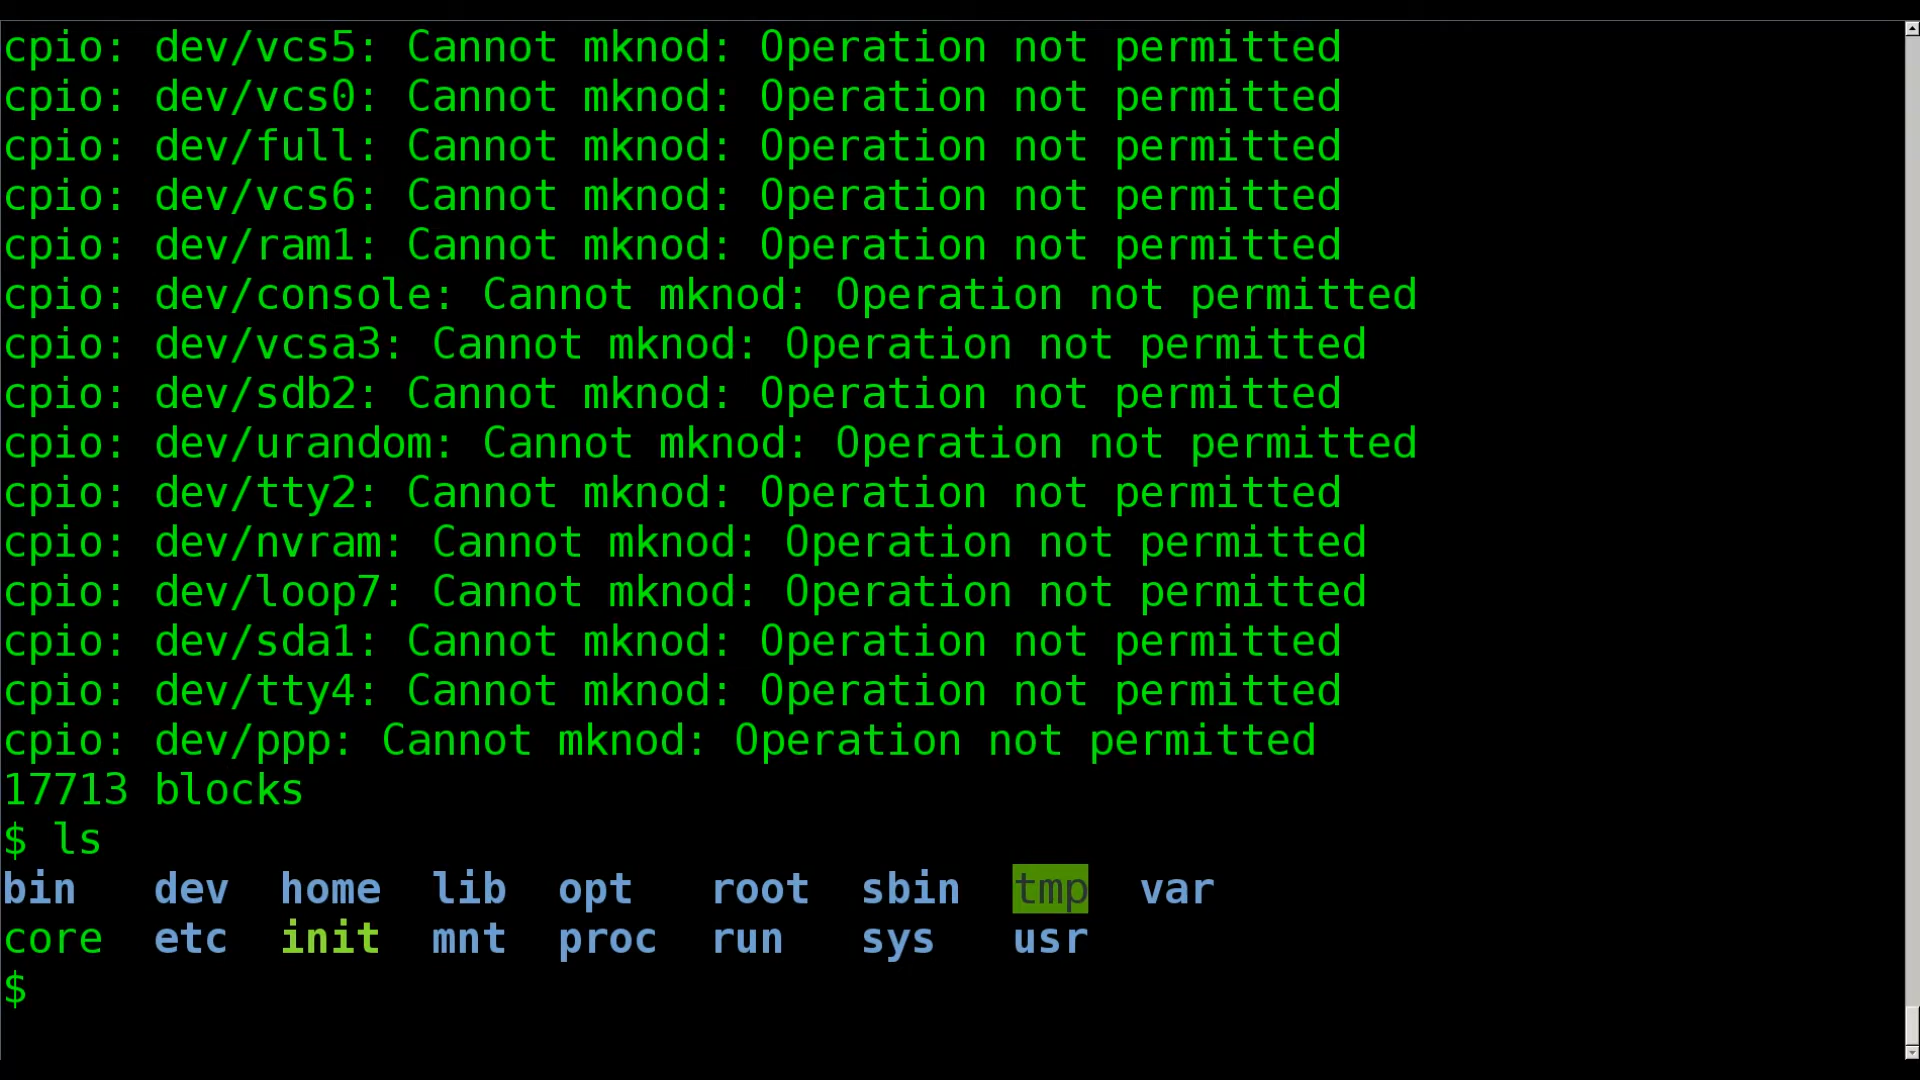 cpio: dev/vcs5: Cannot mknod: Operation not permitted
cpio: dev/vcs0: Cannot mknod: Operation not permitted
cpio: dev/full: Cannot mknod: Operation not permitted
cpio: dev/vcs6: Cannot mknod: Operation not permitted
cpio: dev/ram1: Cannot mknod: Operation not permitted
cpio: dev/console: Cannot mknod: Operation not permitted
cpio: dev/vcsa3: Cannot mknod: Operation not permitted
cpio: dev/sdb2: Cannot mknod: Operation not permitted
cpio: dev/urandom: Cannot mknod: Operation not permitted
cpio: dev/tty2: Cannot mknod: Operation not permitted
cpio: dev/nvram: Cannot mknod: Operation not permitted
cpio: dev/loop7: Cannot mknod: Operation not permitted
cpio: dev/sda1: Cannot mknod: Operation not permitted
cpio: dev/tty4: Cannot mknod: Operation not permitted
cpio: dev/ppp: Cannot mknod: Operation not permitted
17713 blocks
$ ls
bin   dev  home  lib  opt   root  sbin  tmp  var
core  etc  init  mnt  proc  run   sys   usr
$